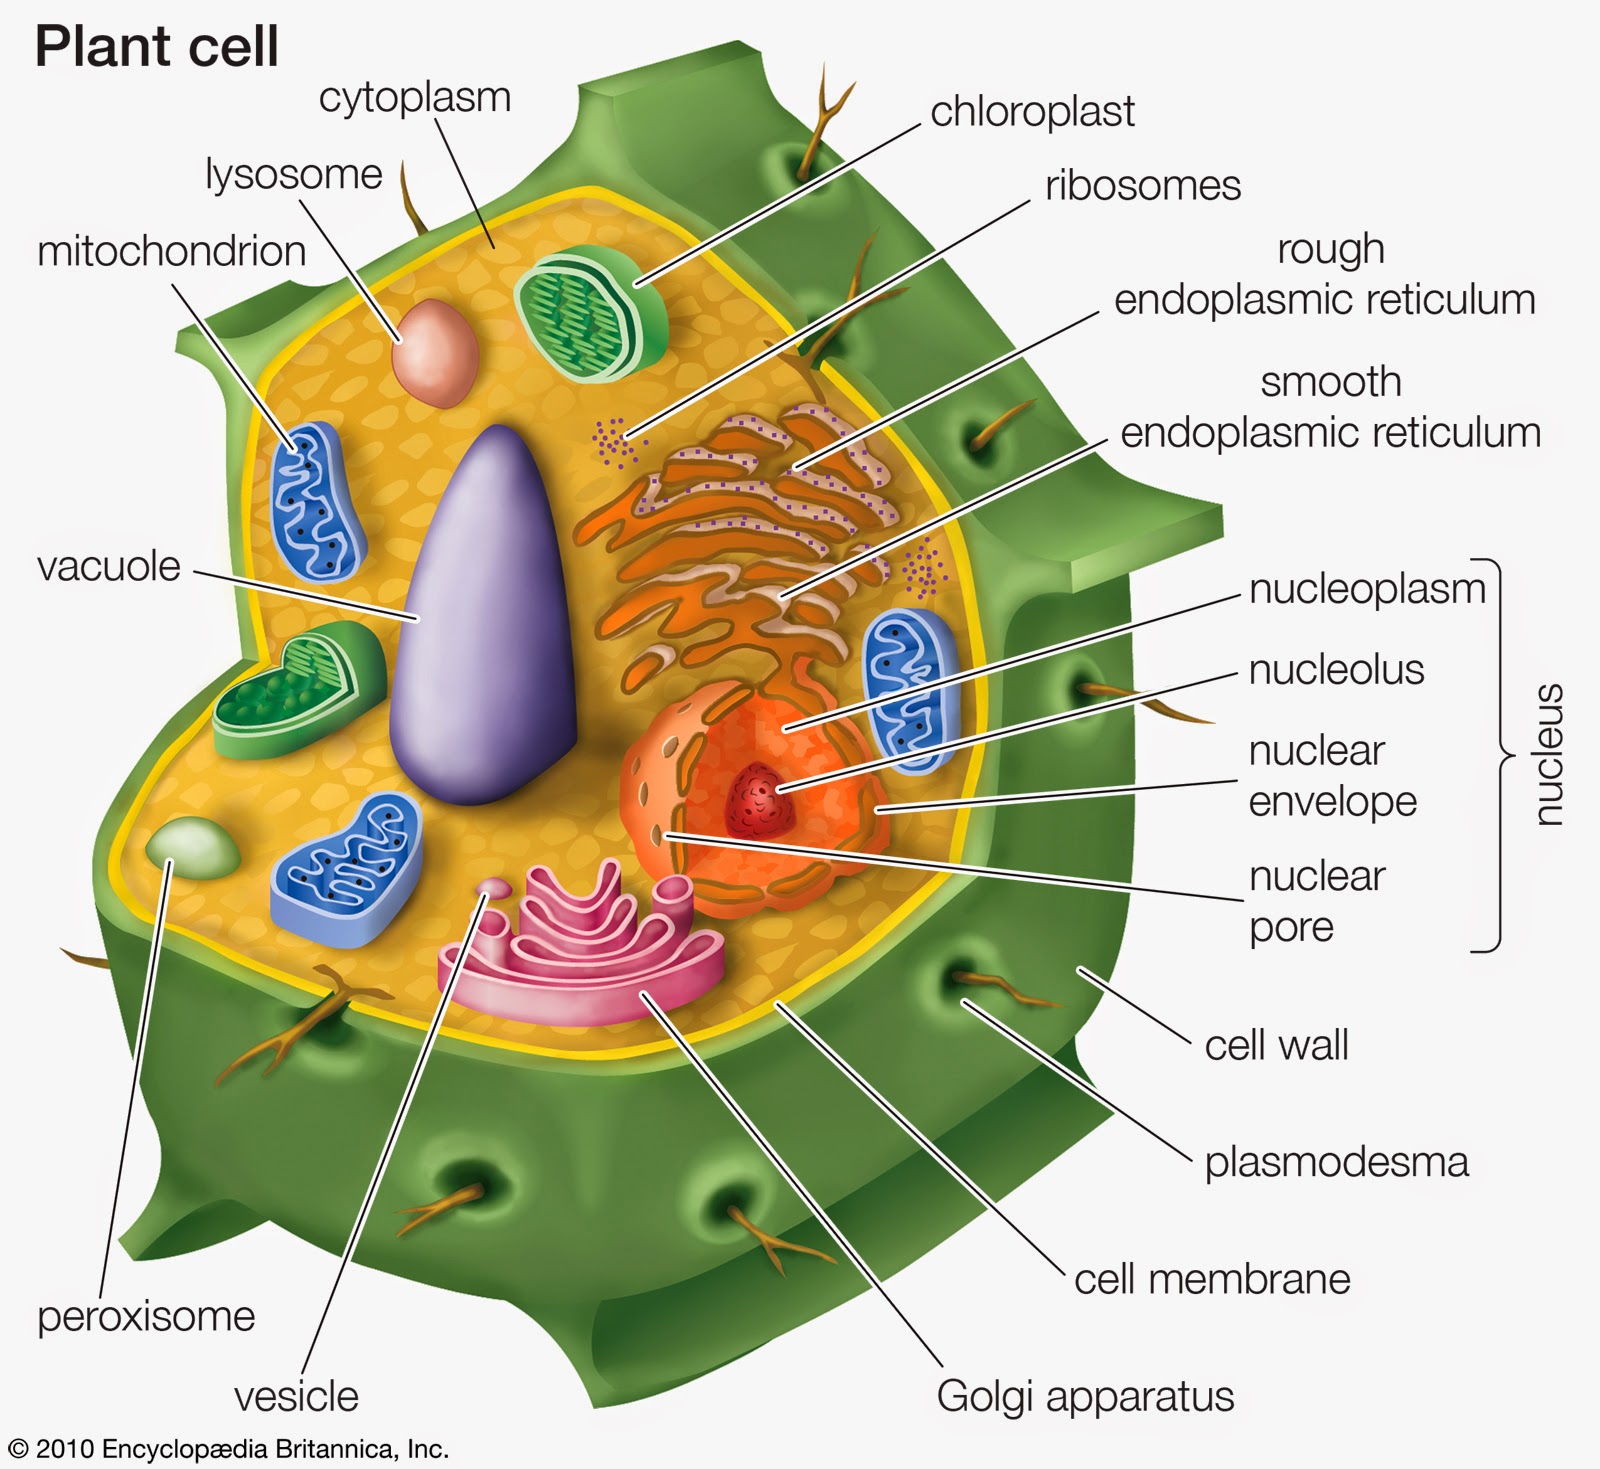 Plant cell
cytoplasm
chloroplast
lysosome
ribosomes
mitochondrion
rough
endoplasmic reticulum
smooth
endoplasmic reticulum
vacuole
nucleoplasm
nucleolus
nuclear
envelope
nuclear
pore
nucleus
cell wall
plasmodesma
cell membrane
peroxisome
vesicle
Golgi apparatus
© 2010 Encyclopædia Britannica, Inc.